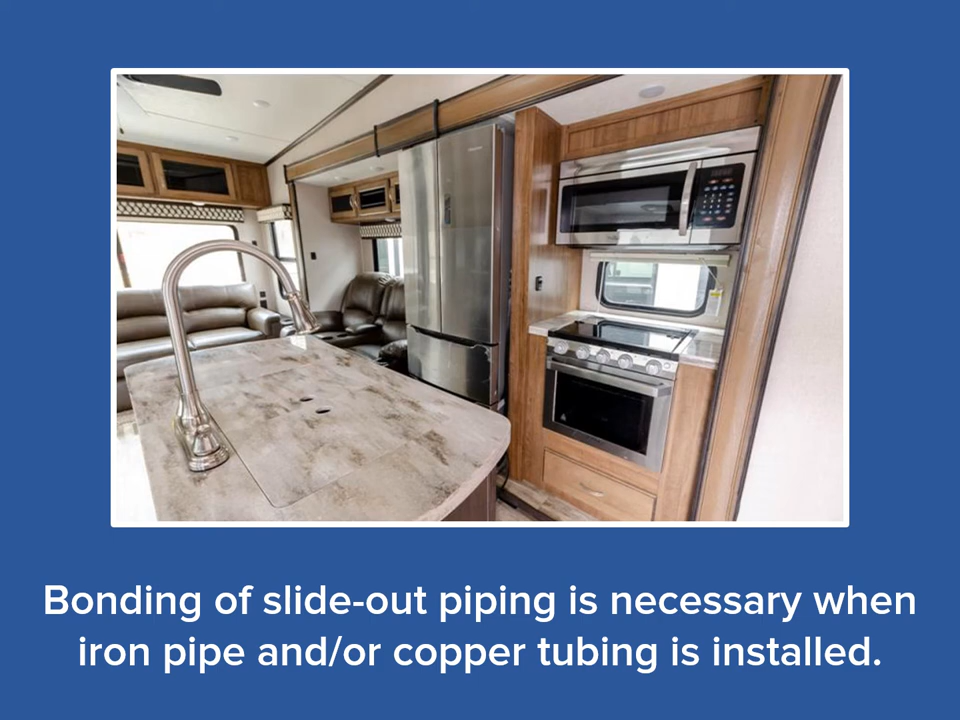 Bonding of slide-out piping is necessary when
iron pipe and/or copper tubing is installed.